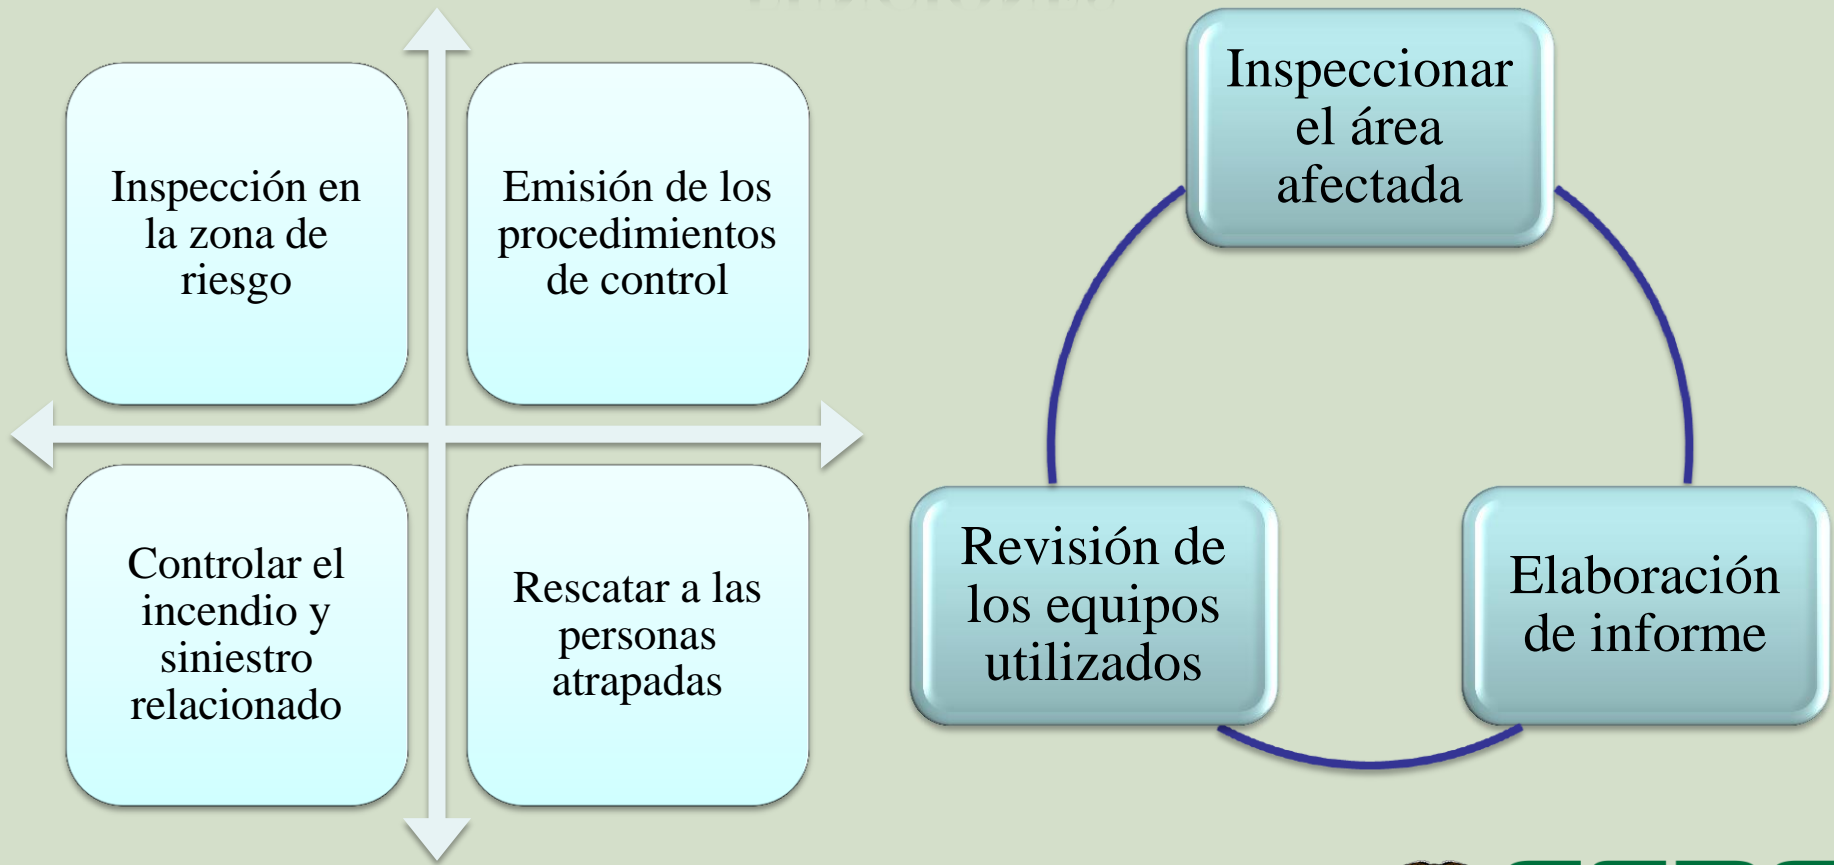 Inspección en
la zona de
riesgo
Emisión de los
procedimientos
de control
Controlar el
incendio y
siniestro
relacionado
Rescatar a las
personas
atrapadas
Inspeccionar
el área
afectada
Revisión de
los equipos
utilizados
Elaboración
de informe